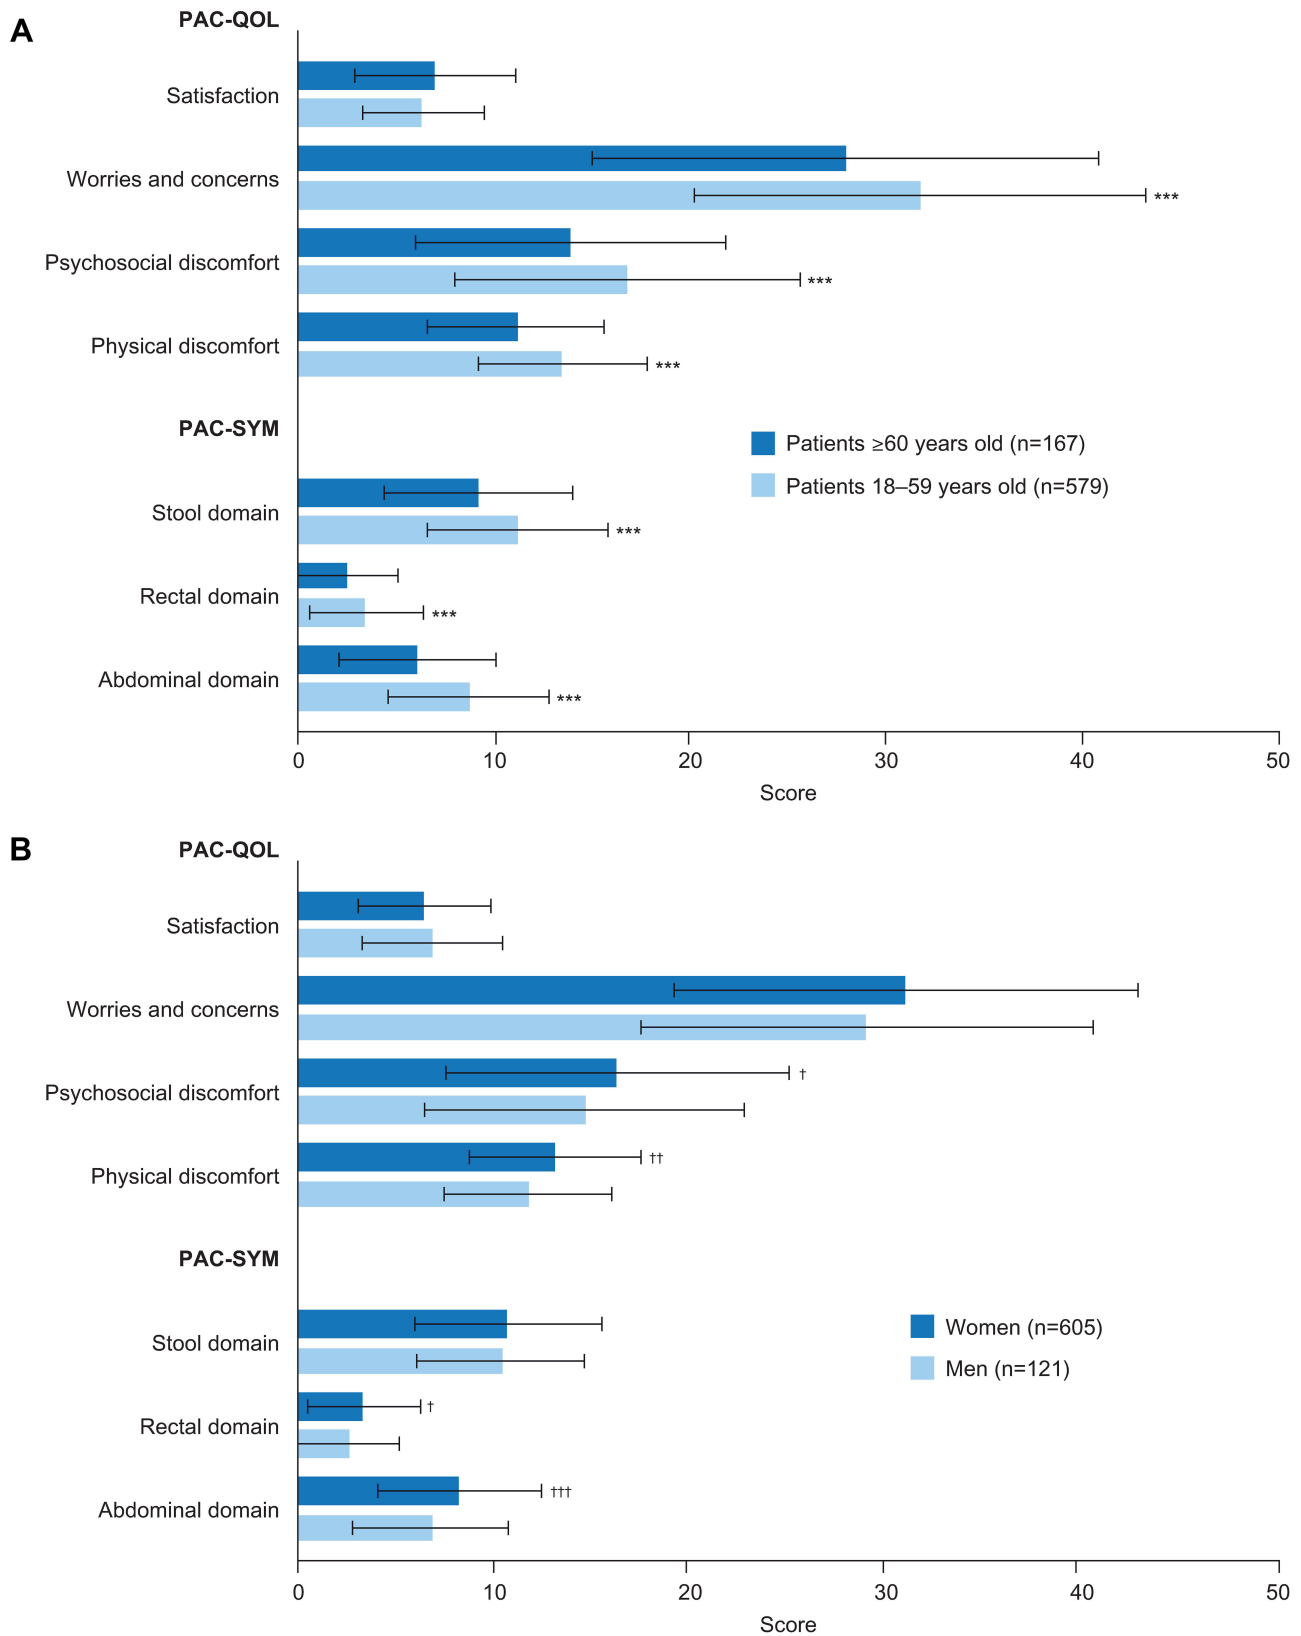 A
PAC-QOL
Satisfaction
Worries and concerns
***
Psychosocial discomfort
***
Physical discomfort
***
PAC-SYM
Patients ≥60 years old (n=167)
Patients 18–59 years old (n=579)
Stool domain
***
Rectal domain
***
Abdominal domain
***
0 10 20 30 40 50
Score
B
PAC-QOL
Satisfaction
Worries and concerns
†
Psychosocial discomfort
††
Physical discomfort
PAC-SYM
Women (n=605)
Stool domain
Men (n=121)
†
Rectal domain
†††
Abdominal domain
0 10 20 30 40 50
Score